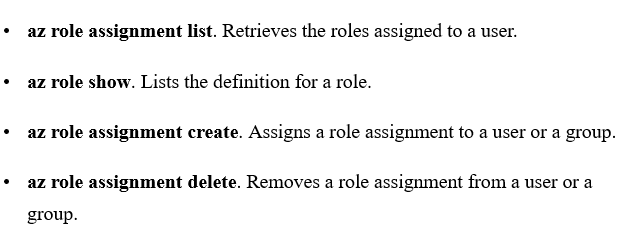 • az role assignment list. Retrieves the roles assigned to a user.
• az role show. Lists the definition for a role.
• az role assignment create. Assigns a role assignment to a user or a group.
• az role assignment delete. Removes a role assignment from a user or a
group.